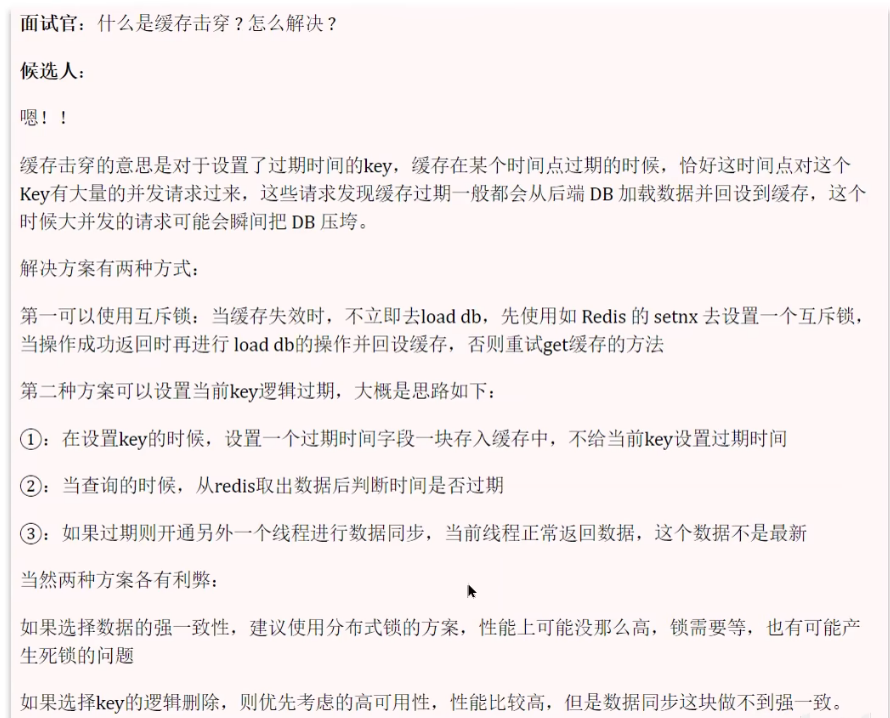 面试官：什么是缓存击穿 ? 怎么解决 ?
候选人：
嗯！！
缓存击穿的意思是对于设置了过期时间的key，缓存在某个时间点过期的时候，恰好这时间点对这个
Key有大量的并发请求过来，这些请求发现缓存过期一般都会从后端 DB 加载数据并回设到缓存，这个
时候大并发的请求可能会瞬间把 DB 压垮。
解决方案有两种方式：
第一可以使用互斥锁：当缓存失效时，不立即去load db，先使用如 Redis 的 setnx 去设置一个互斥锁，
当操作成功返回时再进行 load db的操作并回设缓存，否则重试get缓存的方法
第二种方案可以设置当前key逻辑过期，大概是思路如下：
①：在设置key的时候，设置一个过期时间字段一块存入缓存中，不给当前key设置过期时间
②：当查询的时候，从redis取出数据后判断时间是否过期
③：如果过期则开通另外一个线程进行数据同步，当前线程正常返回数据，这个数据不是最新
当然两种方案各有利弊：
如果选择数据的强一致性，建议使用分布式锁的方案，性能上可能没那么高，锁需要等，也有可能产
生死锁的问题
如果选择key的逻辑删除，则优先考虑的高可用性，性能比较高，但是数据同步这块做不到强一致。